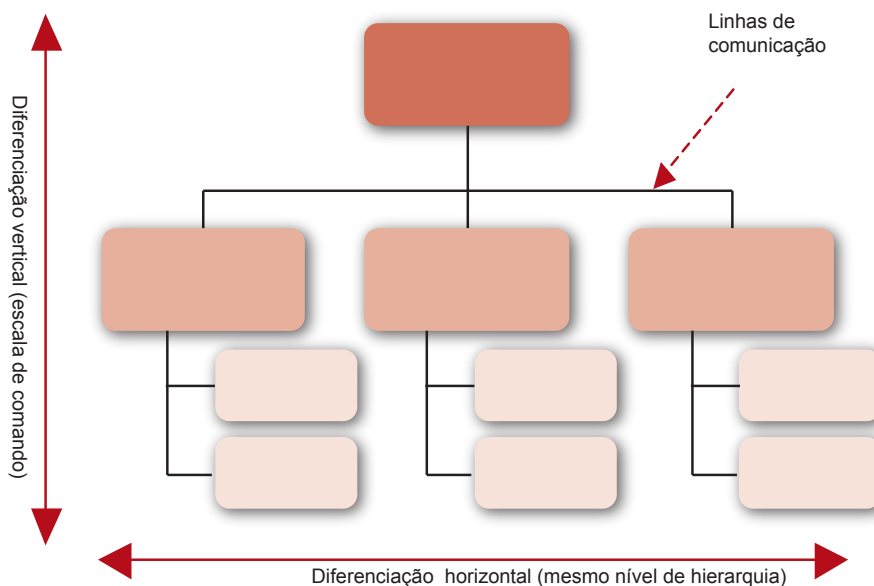 Linhas de
comunicação
Diferenciação vertical (escala de comando)
Diferenciação  horizontal (mesmo nível de hierarquia)